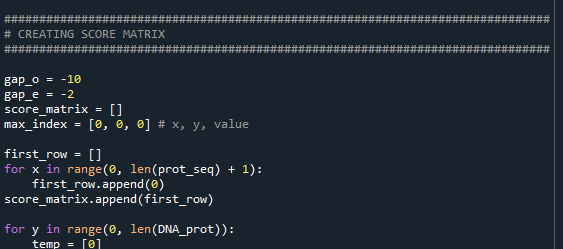 ################################################################################
# CREATING SCORE MATRIX
################################################################################
gap_o = -10
gap_e = -2
score_matrix = []
max_index = [0, 0, 0] # x, y, value
first_row = []
for x in range(0, len(prot_seq) + 1):
    first_row.append(0)
score_matrix.append(first_row)
for y in range(0, len(DNA_prot)):
    temp = [0]